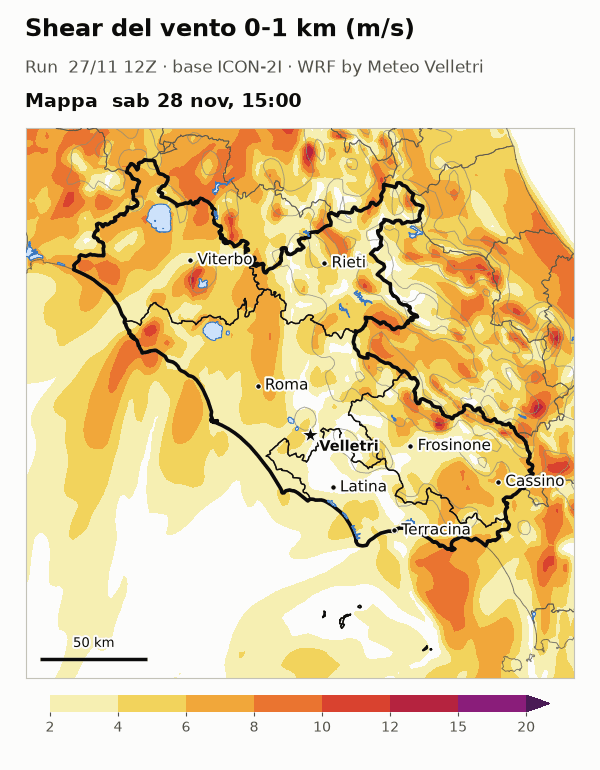 Shear del vento 0-1 km (m/s)
Run  27/11 12Z · base ICON-2I · WRF by Meteo Velletri
Mappa  sab 28 nov, 15:00
Viterbo
Rieti
Roma
Velletri
Frosinone
Latina
Cassino
Terracina
50 km
2 4 6 8 10 12 15 20